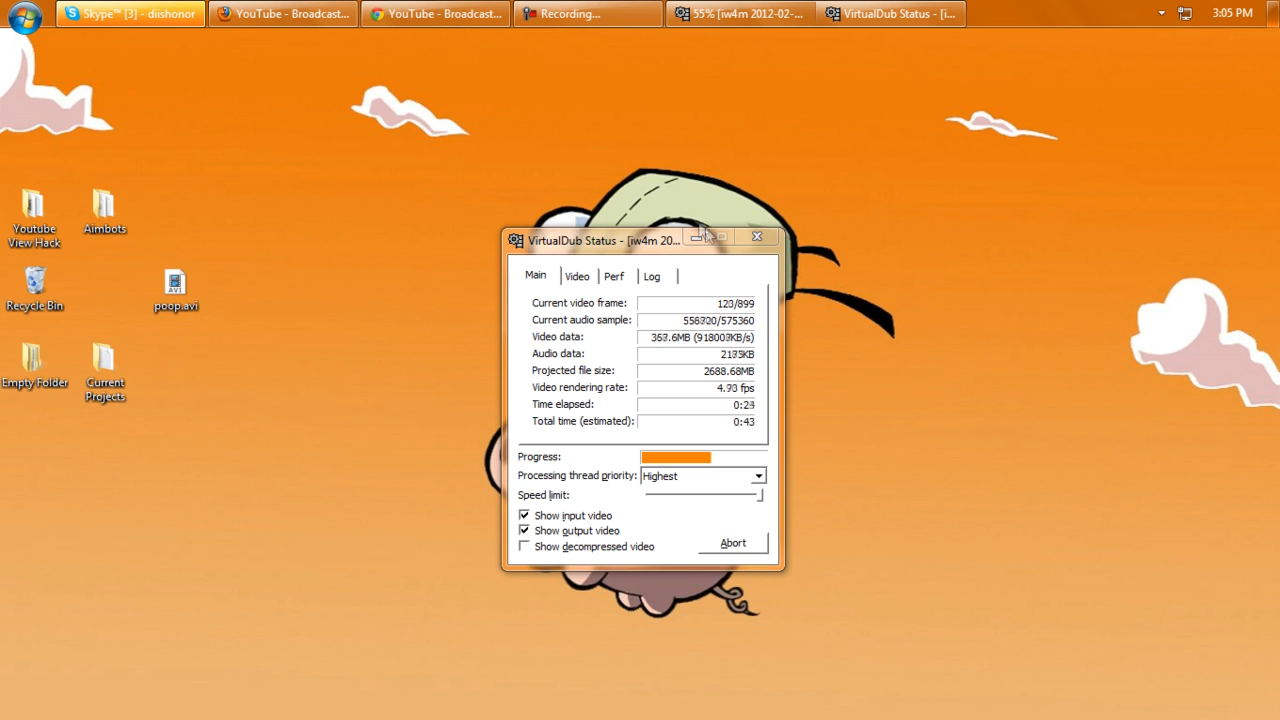 Skype™ [3] - diishonor
YouTube - Broadcast...
YouTube - Broadcast...
Recording...
55% [iw4m 2012-02-...
VirtualDub Status - [i...
3:05 PM
Youtube View Hack
Aimbots
Recycle Bin
poop.avi
Empty Folder
Current Projects
VirtualDub Status - [iw4m 20...
Main Video Perf Log
Current video frame: /899
Current audio sample: /575360
Video data:
Audio data:
Projected file size: 2688.68MB
Video rendering rate: fps
Time elapsed:
Total time (estimated): 0:43
Progress:
Processing thread priority: Highest
Speed limit:
Show input video
Show output video
Show decompressed video
Abort